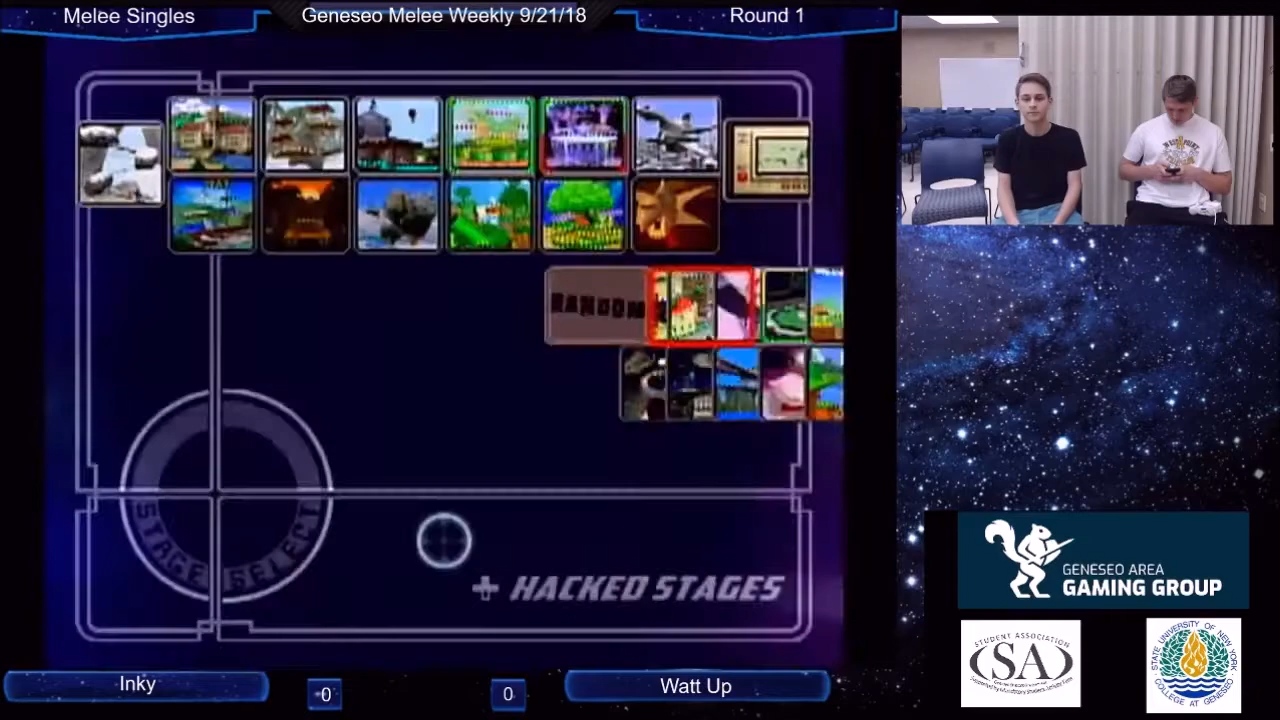 Melee Singles
Geneseo Melee Weekly 9/21/18
Round 1
RANDOM
STAGE SELECT
+ HACKED STAGES
GENESEO AREA
GAMING GROUP
STUDENT ASSOCIATION
SA
STATE UNIVERSITY OF NEW YORK
COLLEGE AT GENESEO
Inky
0
0
Watt Up